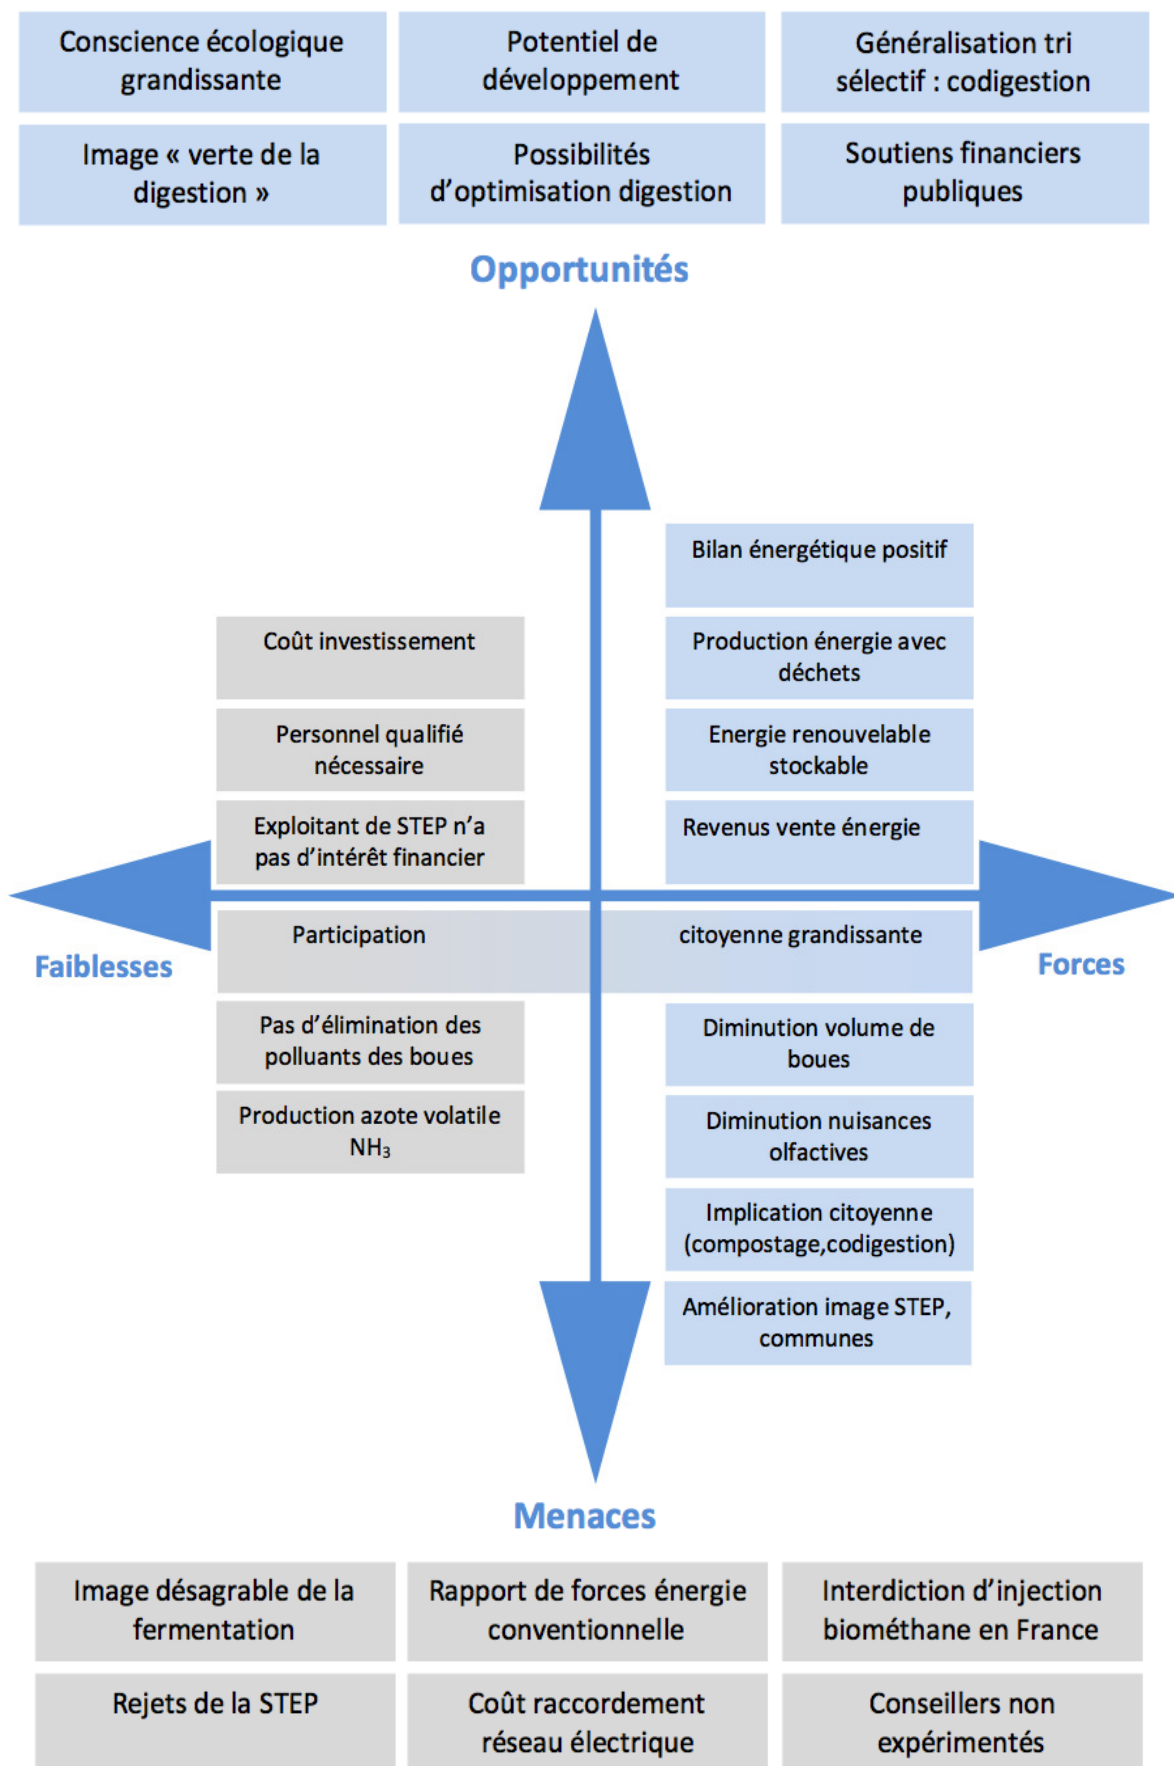 Conscience écologique
grandissante
Potentiel de
développement
Généralisation tri
sélectif : codigestion
Image « verte de la
digestion »
Possibilités
d’optimisation digestion
Soutiens financiers
publiques
Opportunités
Bilan énergétique positif
Coût investissement
Production énergie avec
déchets
Personnel qualifié
nécessaire
Energie renouvelable
stockable
Exploitant de STEP n’a
pas d’intérêt financier
Revenus vente énergie
Participation citoyenne grandissante
Faiblesses
Forces
Pas d’élimination des
polluants des boues
Diminution volume de
boues
Production azote volatile
NH₃
Diminution nuisances
olfactives
Implication citoyenne
(compostage,codigestion)
Amélioration image STEP,
communes
Menaces
Image désagrable de la
fermentation
Rapport de forces énergie
conventionnelle
Interdiction d’injection
biométhane en France
Rejets de la STEP
Coût raccordement
réseau électrique
Conseillers non
expérimentés